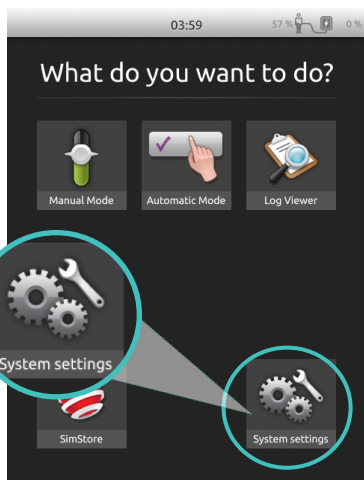 03:59
57 %
0 %
What do you want to do?
Manual Mode
Automatic Mode
Log Viewer
System settings
SimStore
System settings